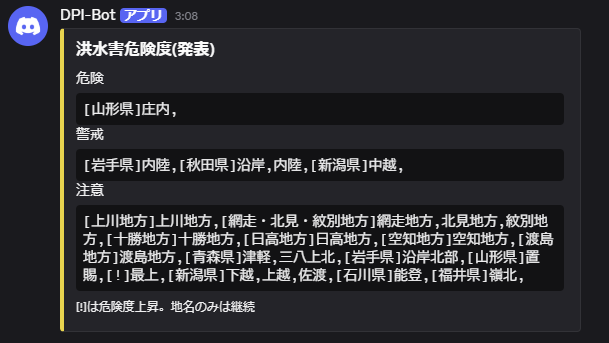 DPI-Bot アプリ 3:08
洪水害危険度(発表)
危険
[山形県]庄内,
警戒
[岩手県]内陸,[秋田県]沿岸,内陸,[新潟県]中越,
注意
[上川地方]上川地方,[網走・北見・紋別地方]網走地方,北見地方,紋別地
方,[十勝地方]十勝地方,[日高地方]日高地方,[空知地方]空知地方,[渡島
地方]渡島地方,[青森県]津軽,三八上北,[岩手県]沿岸北部,[山形県]置
賜,[!]最上,[新潟県]下越,上越,佐渡,[石川県]能登,[福井県]嶺北,
[!]は危険度上昇。地名のみは継続